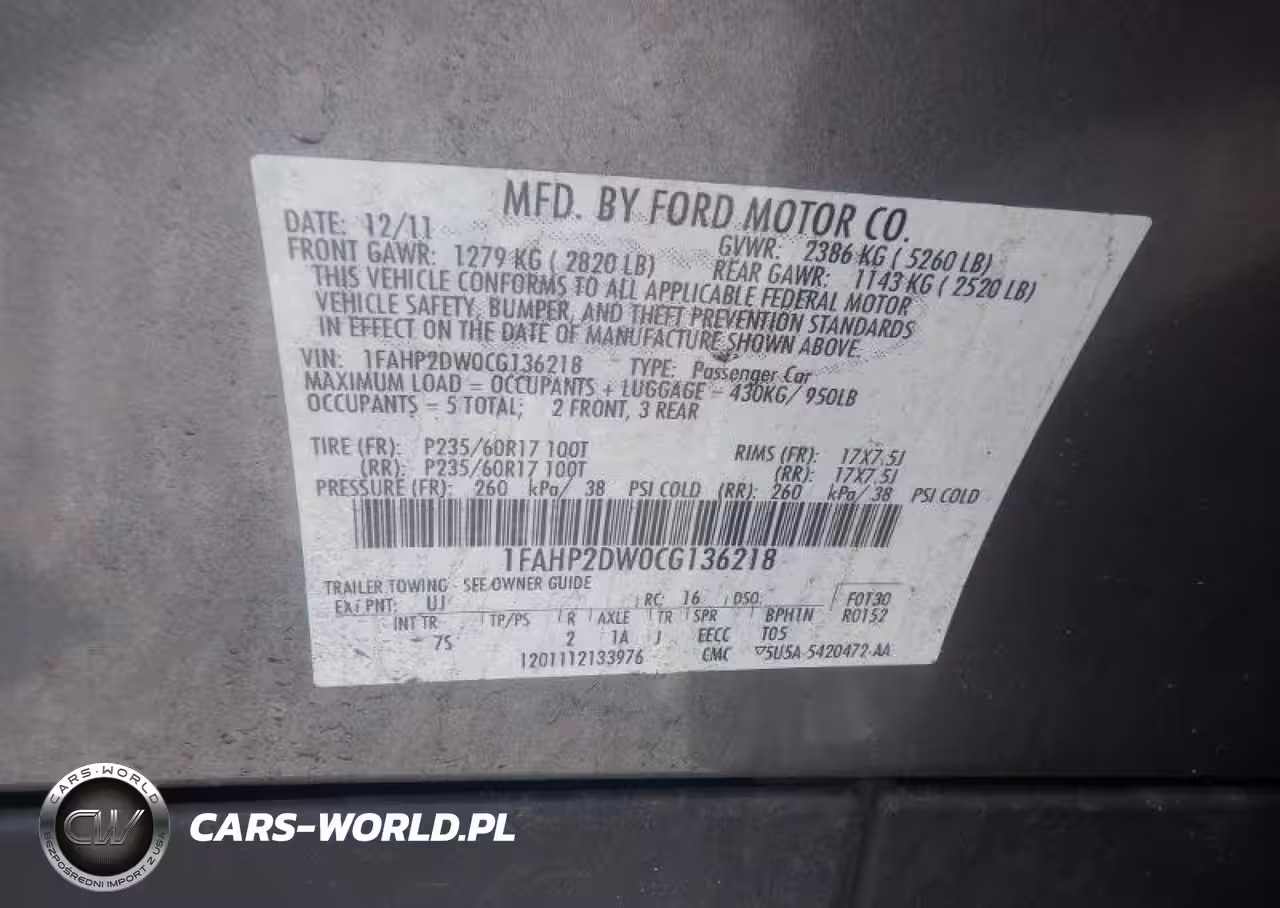 MFD. BY FORD MOTOR CO.
DATE: 12/11 GVWR: 2386 KG ( 5260 LB)
FRONT GAWR: 1279 KG ( 2820 LB) REAR GAWR: 1143 KG ( 2520 LB)
THIS VEHICLE CONFORMS TO ALL APPLICABLE FEDERAL MOTOR
VEHICLE SAFETY, BUMPER, AND THEFT PREVENTION STANDARDS
IN EFFECT ON THE DATE OF MANUFACTURE SHOWN ABOVE.
VIN: 1FAHP2DW0CG136218 TYPE: Passenger Car
MAXIMUM LOAD = OCCUPANTS + LUGGAGE = 430KG/ 950LB
OCCUPANTS = 5 TOTAL; 2 FRONT, 3 REAR
TIRE (FR): P235/60R17 100T RIMS (FR): 17X7.5J
(RR): P235/60R17 100T (RR): 17X7.5J
PRESSURE (FR): 260 kPa/ 38 PSI COLD (RR): 260 kPa/ 38 PSI COLD
1FAHP2DW0CG136218
TRAILER TOWING - SEE OWNER GUIDE
EXT PNT: UJ RC: 16 DSO: F0T30
INT TR TP/PS R AXLE TR SPR BPH1N R0152
7S 2 1A J EECC T05
1201112133976 CMC ▽5U5A-5420472-AA
CARS-WORLD
CW
BEZPOŚREDNI IMPORT Z USA
CARS-WORLD.PL